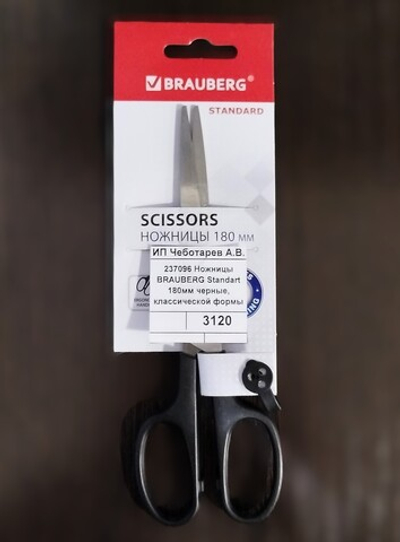 BRAUBERG®
STANDARD
SCISSORS
НОЖНИЦЫ 180 мм
ИП Чеботарев А.В.
237096 Ножницы
BRAUBERG Standart
180мм черные,
классической формы
3120